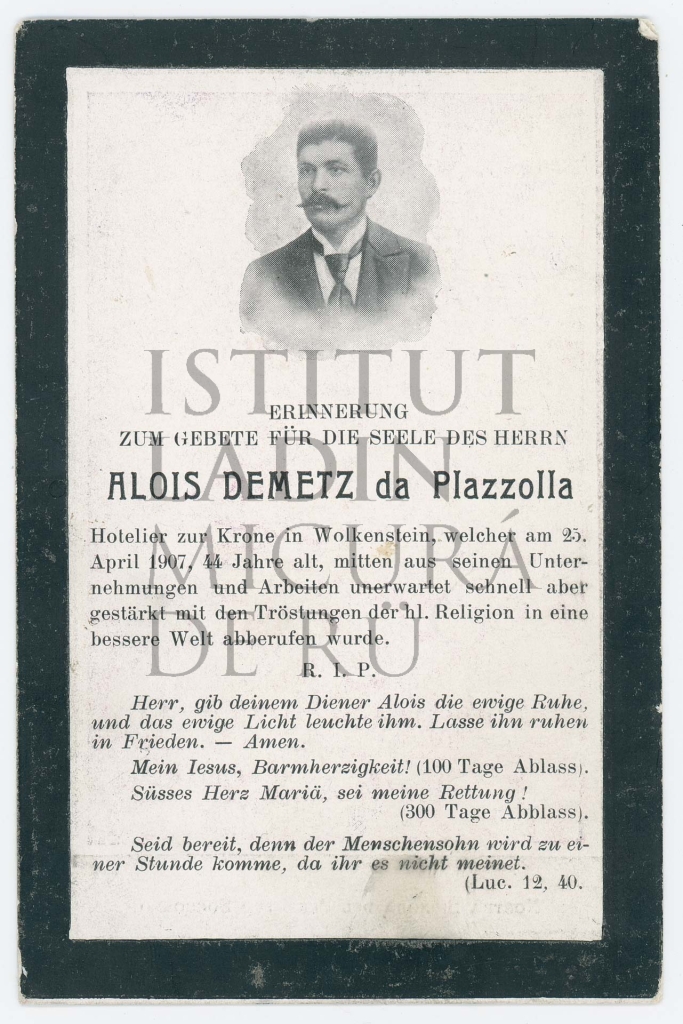 ISTITUT
LADIN
MICURÁ
DE RÜ
ERINNERUNG
ZUM GEBETE FÜR DIE SEELE DES HERRN
ALOIS DEMETZ da Plazzolla
Hotelier zur Krone in Wolkenstein, welcher am 25.
April 1907, 44 Jahre alt, mitten aus seinen Unter-
nehmungen und Arbeiten unerwartet schnell aber
gestärkt mit den Tröstungen der hl. Religion in eine
bessere Welt abberufen wurde.
R. I. P.
Herr, gib deinem Diener Alois die ewige Ruhe,
und das ewige Licht leuchte ihm. Lasse ihn ruhen
in Frieden. — Amen.
Mein Iesus, Barmherzigkeit! (100 Tage Ablass).
Süsses Herz Mariä, sei meine Rettung !
(300 Tage Abblass).
Seid bereit, denn der Menschensohn wird zu ei-
ner Stunde komme, da ihr es nicht meinet.
(Luc. 12, 40.